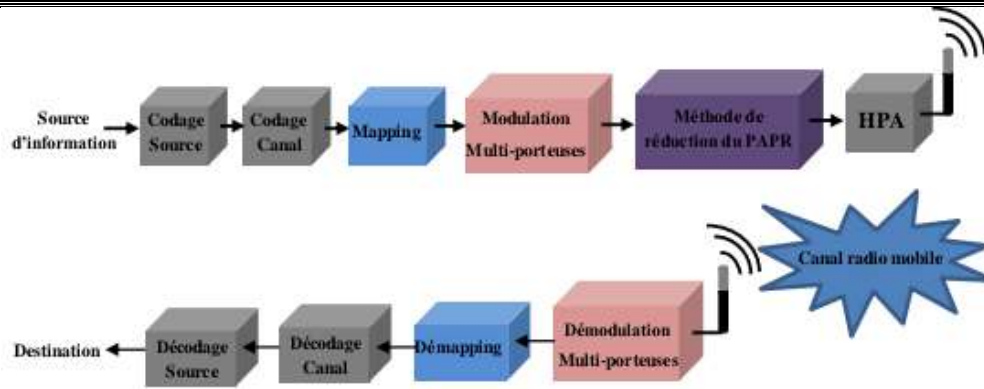 Source
d'information
Codage
Source
Codage
Canal
Mapping
Modulation
Multi-porteuses
Méthode de
réduction du PAPR
HPA
Canal radio mobile
Destination
Décodage
Source
Décodage
Canal
Démapping
Démodulation
Multi-porteuses